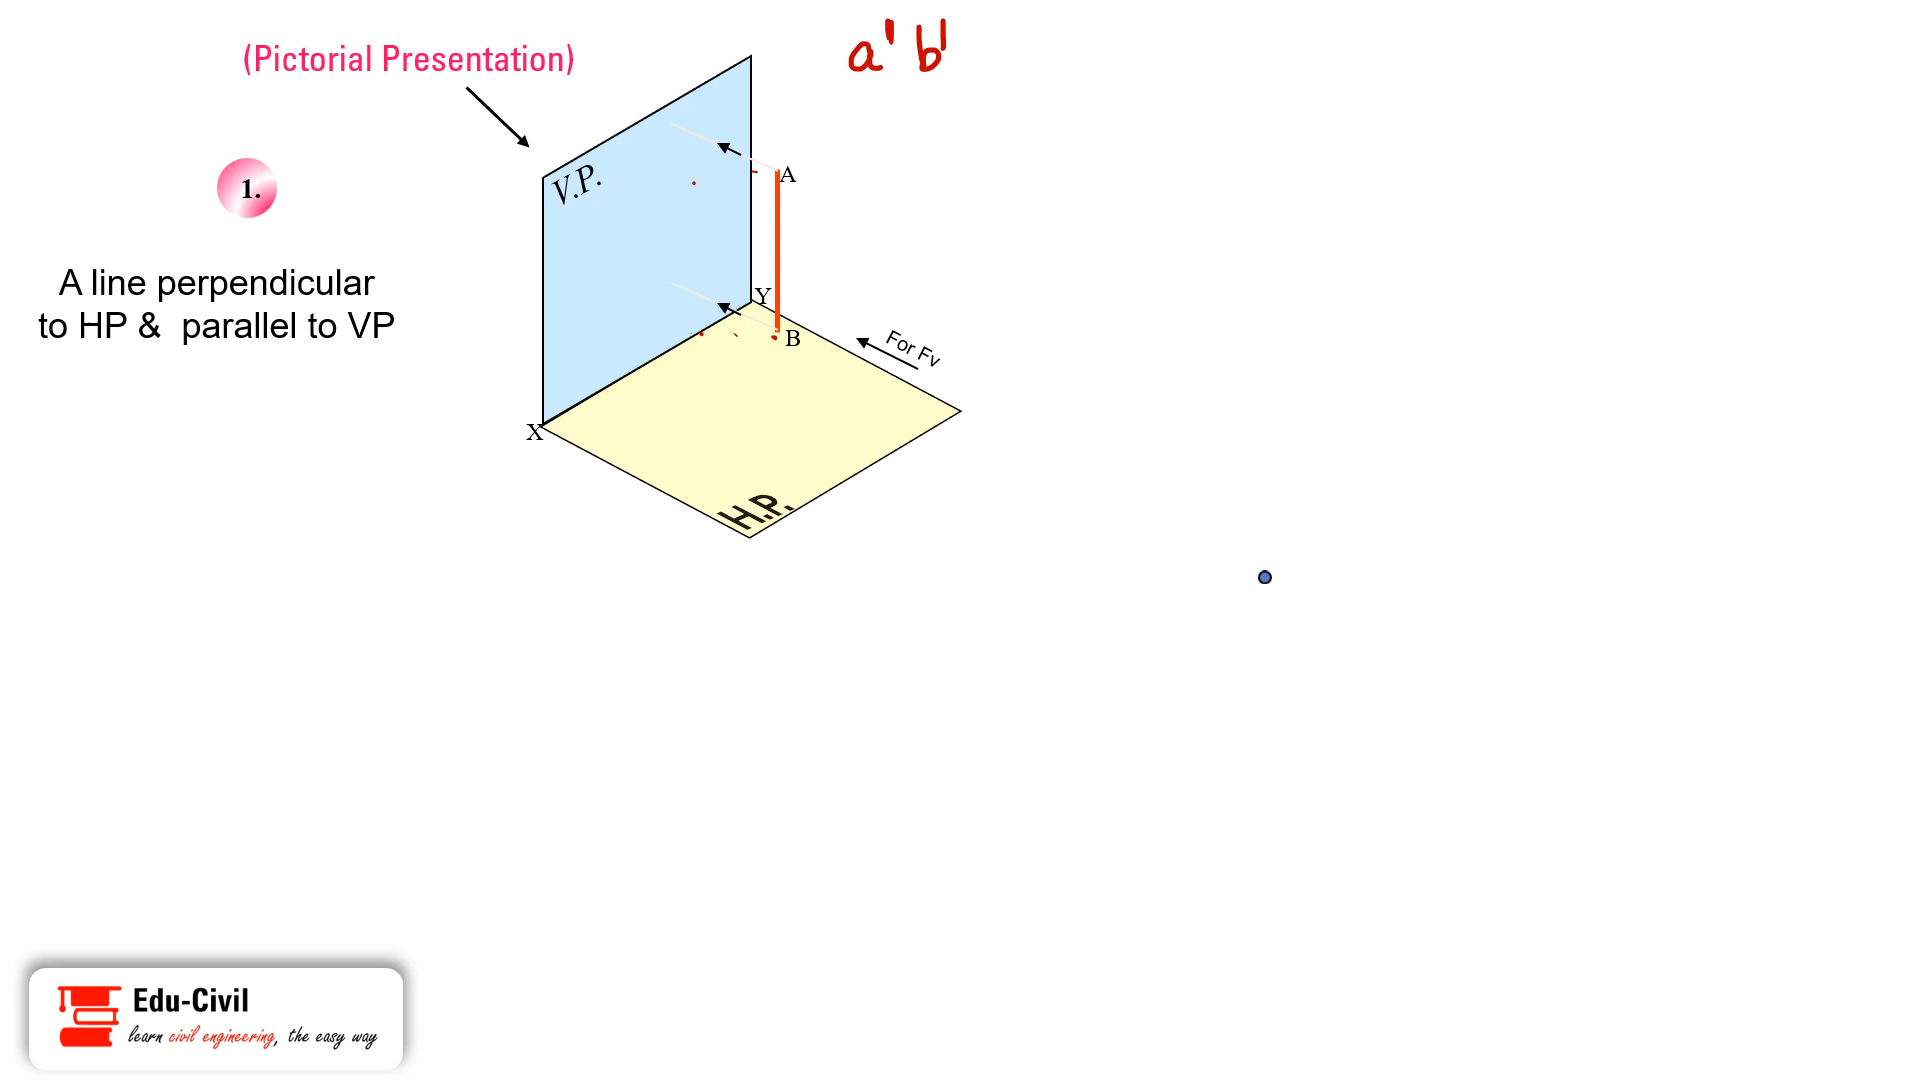 (Pictorial Presentation)
a' b'
1.
V.P.
A
A line perpendicular
to HP & parallel to VP
Y
B
For Fv
X
H.P.
Edu-Civil
learn civil engineering, the easy way